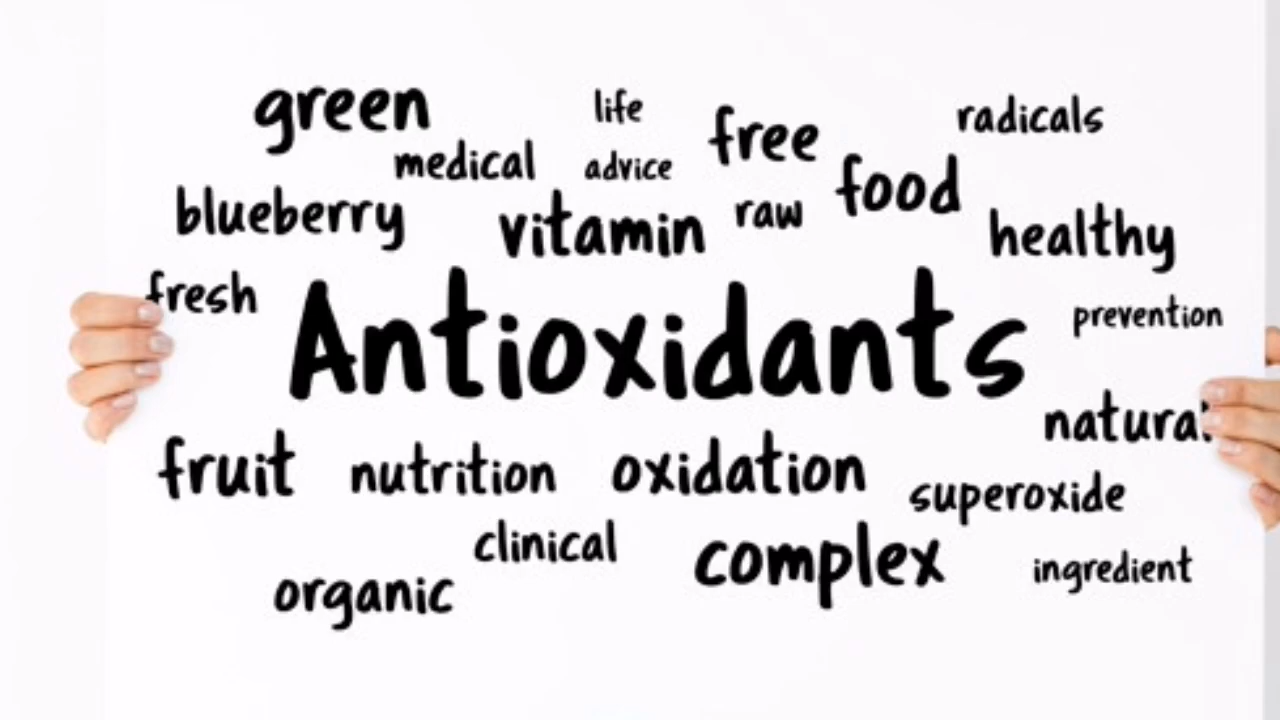 green life free radicals
medical advice
blueberry vitamin raw food healthy
fresh Antioxidants prevention
natural
fruit nutrition oxidation superoxide
clinical complex ingredient
organic